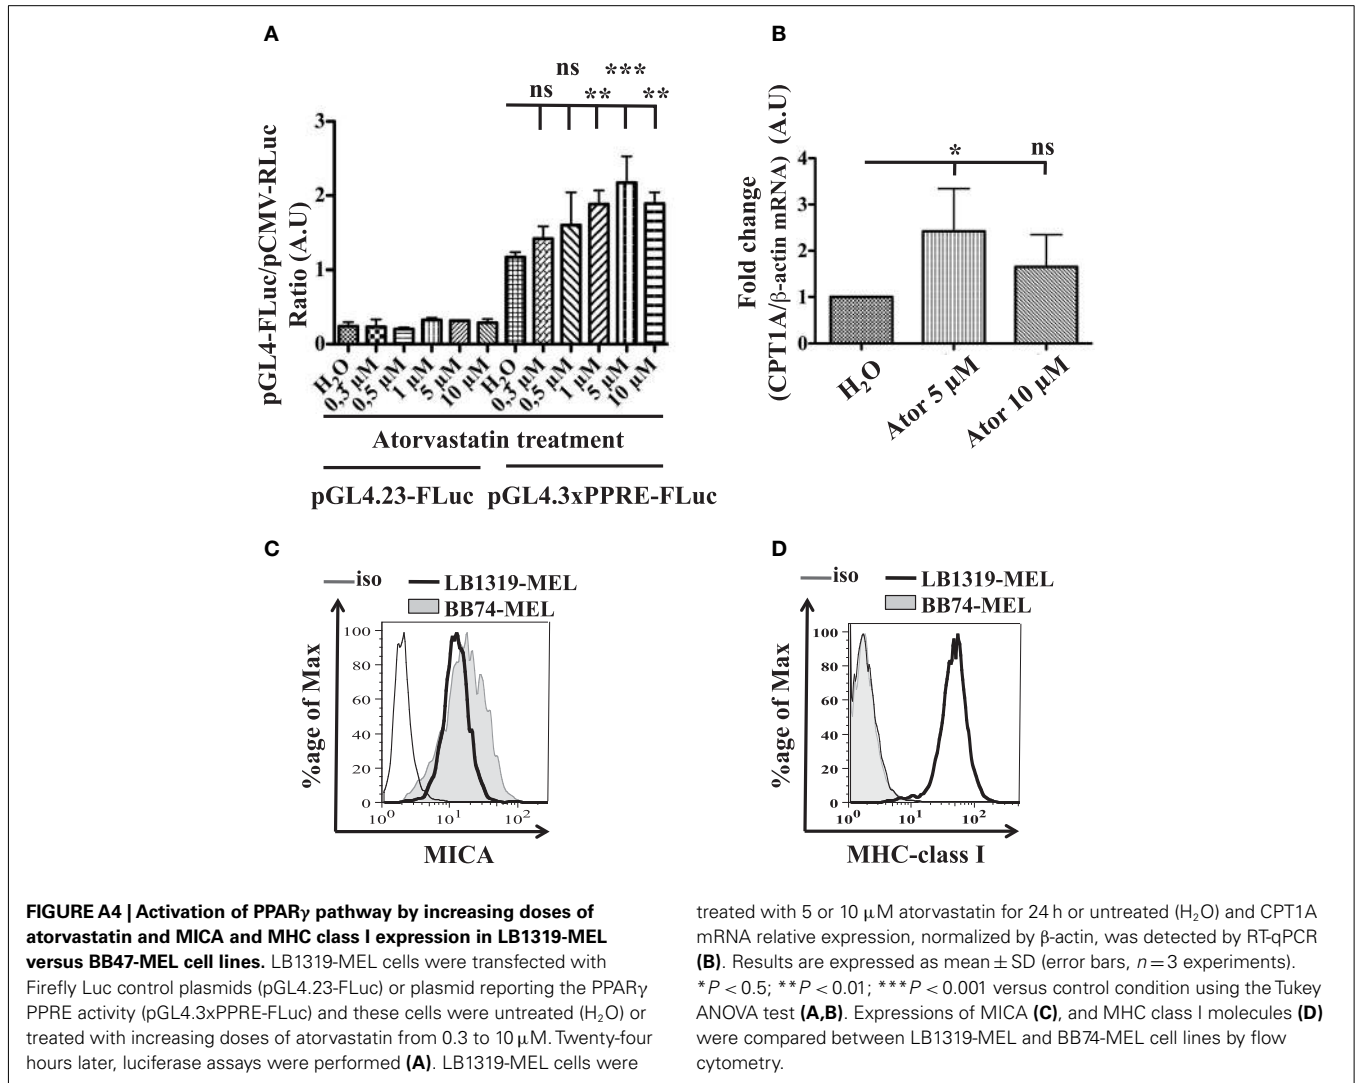 A
ns ***
ns ** **
pGL4-FLuc/pCMV-RLuc
Ratio (A.U)
3
2
1
0
H₂O
0,3 µM
0,5 µM
1 µM
5 µM
10 µM
H₂O
0,3 µM
0,5 µM
1 µM
5 µM
10 µM
Atorvastatin treatment
pGL4.23-FLuc pGL4.3xPPRE-FLuc
B
Fold change
(CPT1A/β-actin mRNA) (A.U)
* ns
4
3
2
1
0
H₂O
Ator 5 µM
Ator 10 µM
C
iso LB1319-MEL
BB74-MEL
%age of Max
100
80
60
40
20
0
10⁰ 10¹ 10²
MICA
D
iso LB1319-MEL
BB74-MEL
%age of Max
100
80
60
40
20
0
10⁰ 10¹ 10²
MHC-class I
FIGURE A4 | Activation of PPARγ pathway by increasing doses of
atorvastatin and MICA and MHC class I expression in LB1319-MEL
versus BB47-MEL cell lines. LB1319-MEL cells were transfected with
Firefly Luc control plasmids (pGL4.23-FLuc) or plasmid reporting the PPARγ
PPRE activity (pGL4.3xPPRE-FLuc) and these cells were untreated (H₂O) or
treated with increasing doses of atorvastatin from 0.3 to 10 µM. Twenty-four
hours later, luciferase assays were performed (A). LB1319-MEL cells were
treated with 5 or 10 µM atorvastatin for 24 h or untreated (H₂O) and CPT1A
mRNA relative expression, normalized by β-actin, was detected by RT-qPCR
(B). Results are expressed as mean ± SD (error bars, n = 3 experiments).
*P < 0.5; **P < 0.01; ***P < 0.001 versus control condition using the Tukey
ANOVA test (A,B). Expressions of MICA (C), and MHC class I molecules (D)
were compared between LB1319-MEL and BB74-MEL cell lines by flow
cytometry.